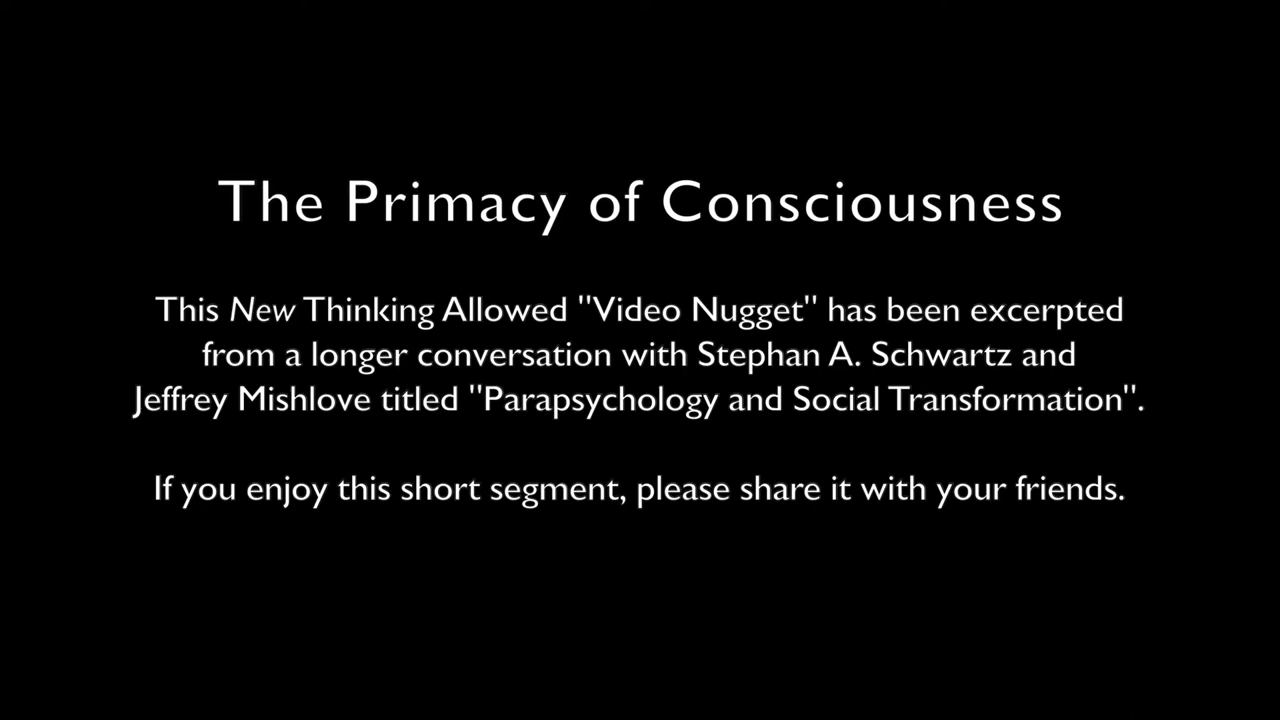 The Primacy of Consciousness
This New Thinking Allowed "Video Nugget" has been excerpted
from a longer conversation with Stephan A. Schwartz and
Jeffrey Mishlove titled "Parapsychology and Social Transformation".
If you enjoy this short segment, please share it with your friends.